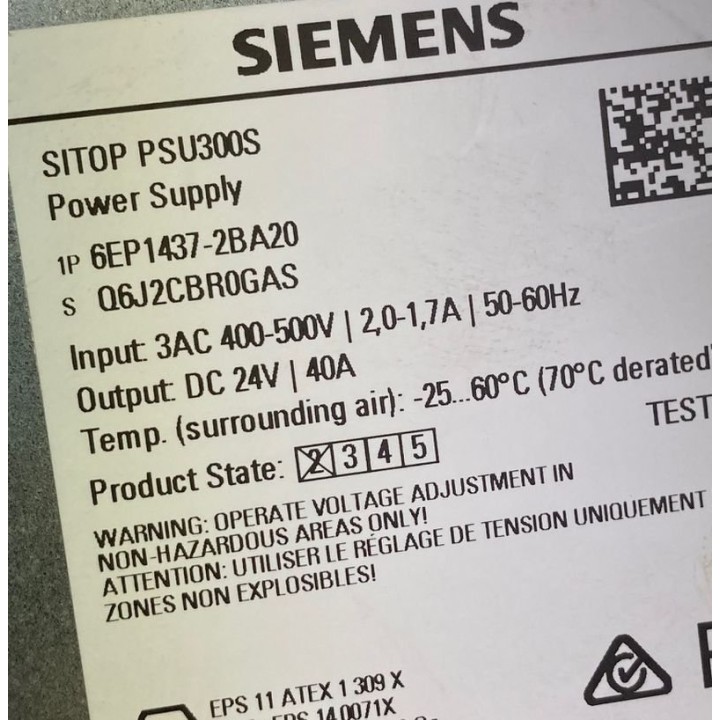 SIEMENS
SITOP PSU300S
Power Supply
1P 6EP1437-2BA20
S Q6J2CBR0GAS
Input: 3AC 400-500V | 2,0-1,7A | 50-60Hz
Output: DC 24V | 40A
Temp. (surrounding air): -25...60°C (70°C derated)
TEST
Product State: 2 3 4 5
WARNING: OPERATE VOLTAGE ADJUSTMENT IN
NON-HAZARDOUS AREAS ONLY!
ATTENTION: UTILISER LE RÉGLAGE DE TENSION UNIQUEMENT
ZONES NON EXPLOSIBLES!
EPS 11 ATEX 1 309 X
EPS 14.0071X